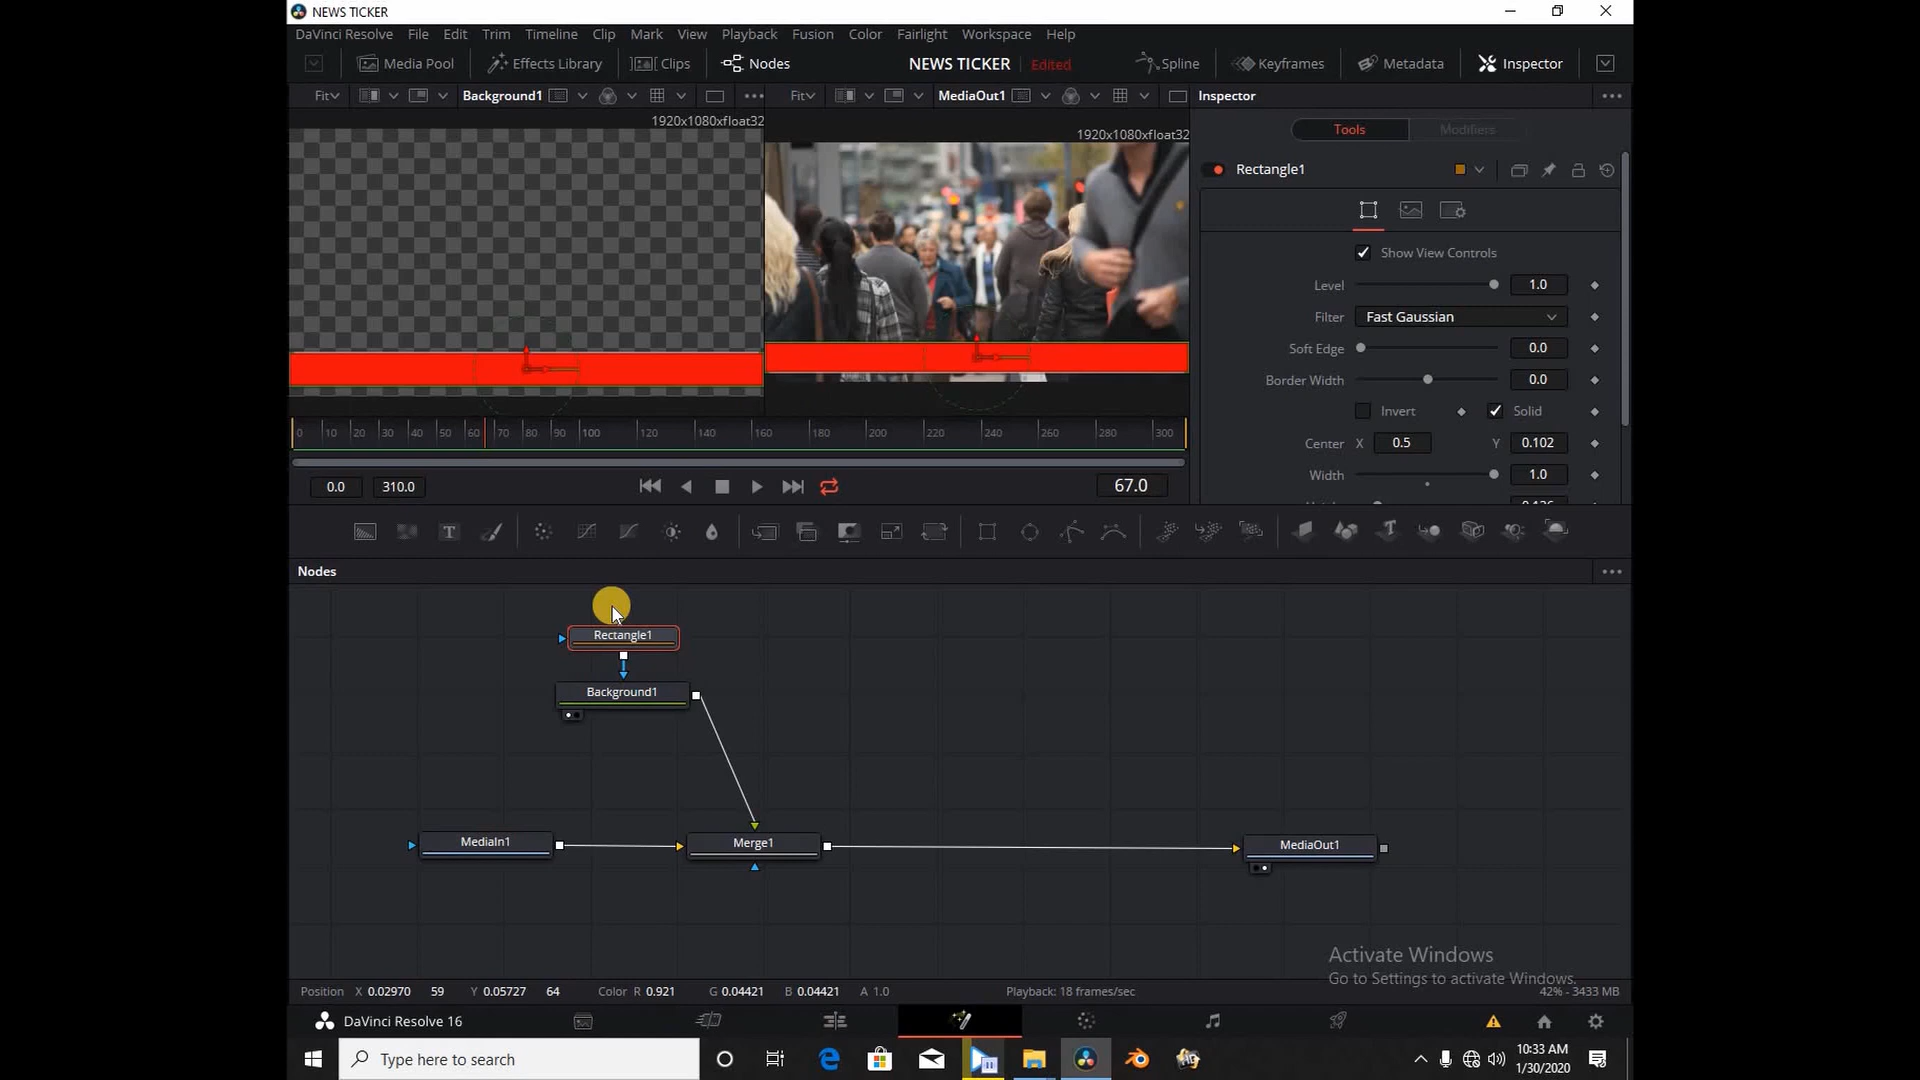 NEWS TICKER
DaVinci Resolve File Edit Trim Timeline Clip Mark View Playback Fusion Color Fairlight Workspace Help
Media Pool Effects Library Clips Nodes NEWS TICKER Edited Spline Keyframes Metadata Inspector
Fit Background1 Fit MediaOut1 Inspector
1920x1080xfloat32
1920x1080xfloat32
Tools Modifiers
Rectangle1
Show View Controls
Level 1.0
Filter Fast Gaussian
Soft Edge 0.0
Border Width 0.0
Invert Solid
Center X 0.5 Y 0.102
Width 1.0
0 10 20 30 40 50 60 70 80 90 100 120 140 160 180 200 220 240 260 280 300
0.0 310.0 67.0
Nodes
Rectangle1
Background1
MediaIn1 Merge1 MediaOut1
Activate Windows
Go to Settings to activate Windows.
Position X 0.02970 59 Y 0.05727 64 Color R 0.921 G 0.04421 B 0.04421 A 1.0 Playback: 18 frames/sec 42% - 3433 MB
DaVinci Resolve 16
Type here to search
10:33 AM
1/30/2020